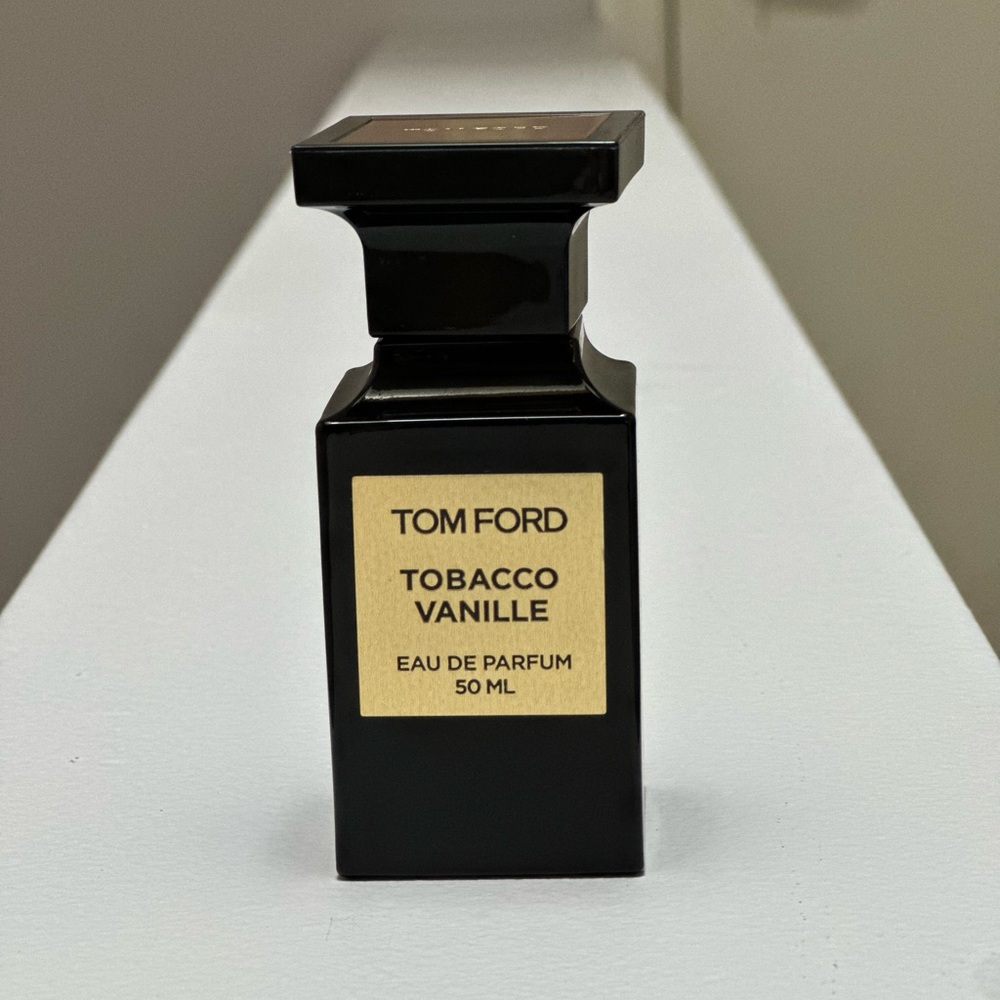 TOM FORD
TOBACCO
VANILLE
EAU DE PARFUM
50 ML